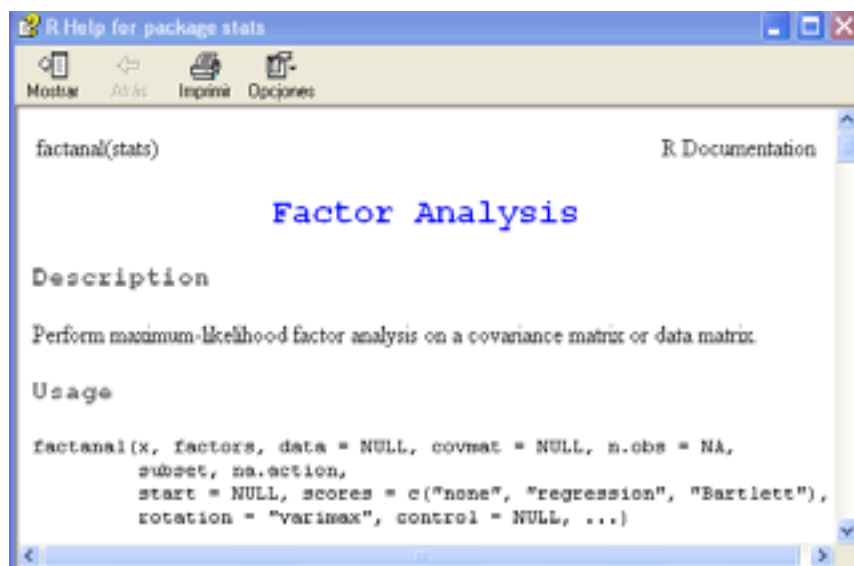 R Help for package stats
Mostrar Atrás Imprimir Opciones
factanal(stats) R Documentation
Factor Analysis
Description
Perform maximum-likelihood factor analysis on a covariance matrix or data matrix.
Usage
factanal(x, factors, data = NULL, covmat = NULL, n.obs = NA,
subset, na.action,
start = NULL, scores = c("none", "regression", "Bartlett"),
rotation = "varimax", control = NULL, ...)